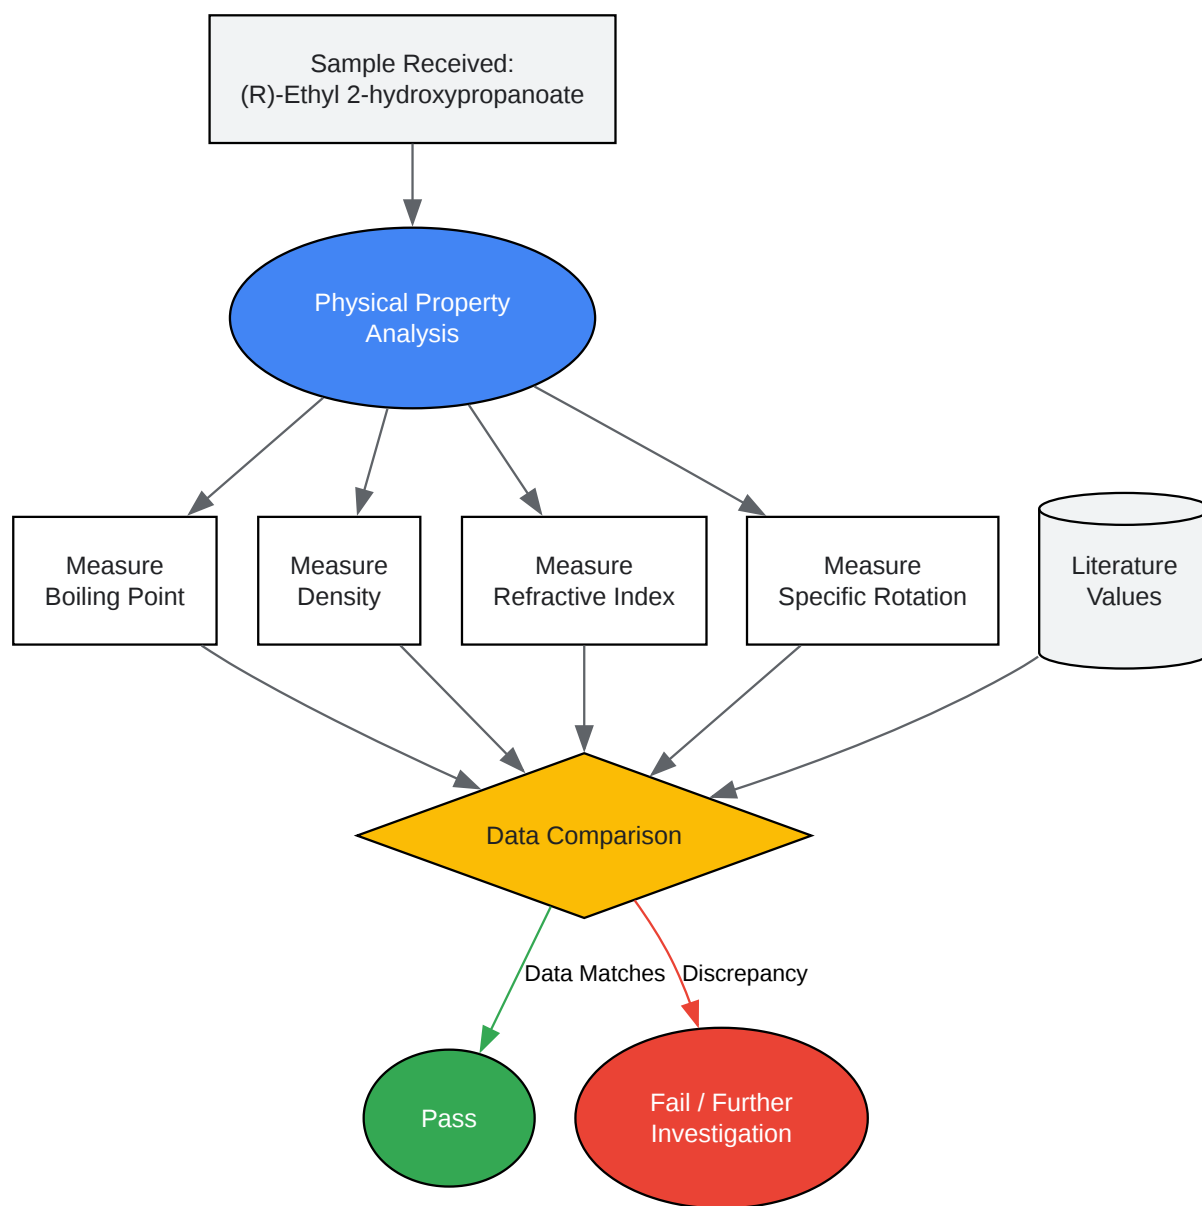 Sample Received:
(R)-Ethyl 2-hydroxypropanoate
Physical Property
Analysis
Measure
Boiling Point
Measure
Density
Measure
Refractive Index
Measure
Specific Rotation
Literature
Values
Data Comparison
Data Matches
Discrepancy
Pass
Fail / Further
Investigation